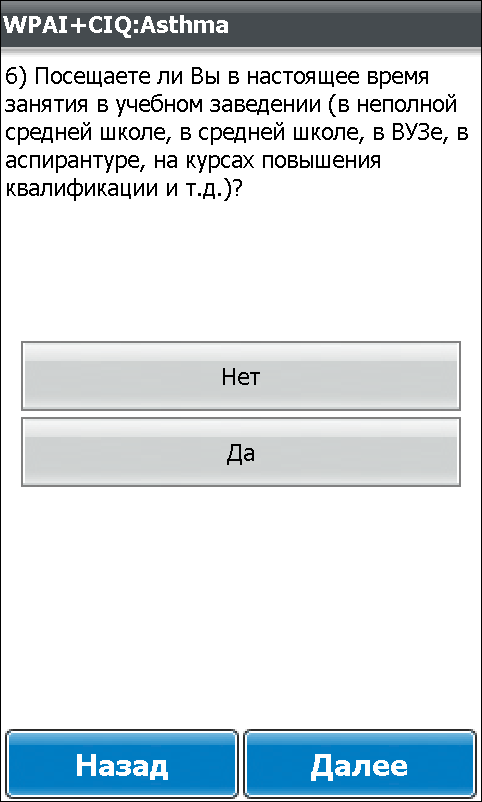 WPAI+CIQ:Asthma
6) Посещаете ли Вы в настоящее время
занятия в учебном заведении (в неполной
средней школе, в средней школе, в ВУЗе, в
аспирантуре, на курсах повышения
квалификации и т.д.)?
Нет
Да
Назад
Далее